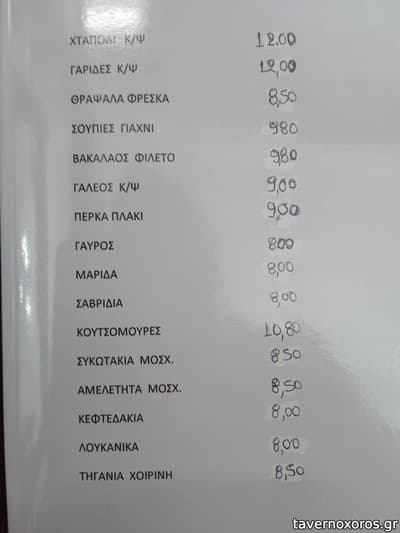 ΧΤΑΠΟΔΙ Κ/Ψ 12.00
ΓΑΡΙΔΕΣ Κ/Ψ 12,00
ΘΡΑΨΑΛΑ ΦΡΕΣΚΑ 8,50
ΣΟΥΠΙΕΣ ΓΙΑΧΝΙ 980
ΒΑΚΑΛΑΟΣ ΦΙΛΕΤΟ 980
ΓΑΛΕΟΣ Κ/Ψ 9,00
ΠΕΡΚΑ ΠΛΑΚΙ 9,00
ΓΑΥΡΟΣ 800
ΜΑΡΙΔΑ 8,00
ΣΑΒΡΙΔΙΑ 8,00
ΚΟΥΤΣΟΜΟΥΡΕΣ 10,80
ΣΥΚΩΤΑΚΙΑ ΜΟΣΧ. 850
ΑΜΕΛΕΤΗΤΑ ΜΟΣΧ. 8,50
ΚΕΦΤΕΔΑΚΙΑ 8,00
ΛΟΥΚΑΝΙΚΑ 8,00
ΤΗΓΑΝΙΑ ΧΟΙΡΙΝΗ 8,50
tavernoxoros.gr